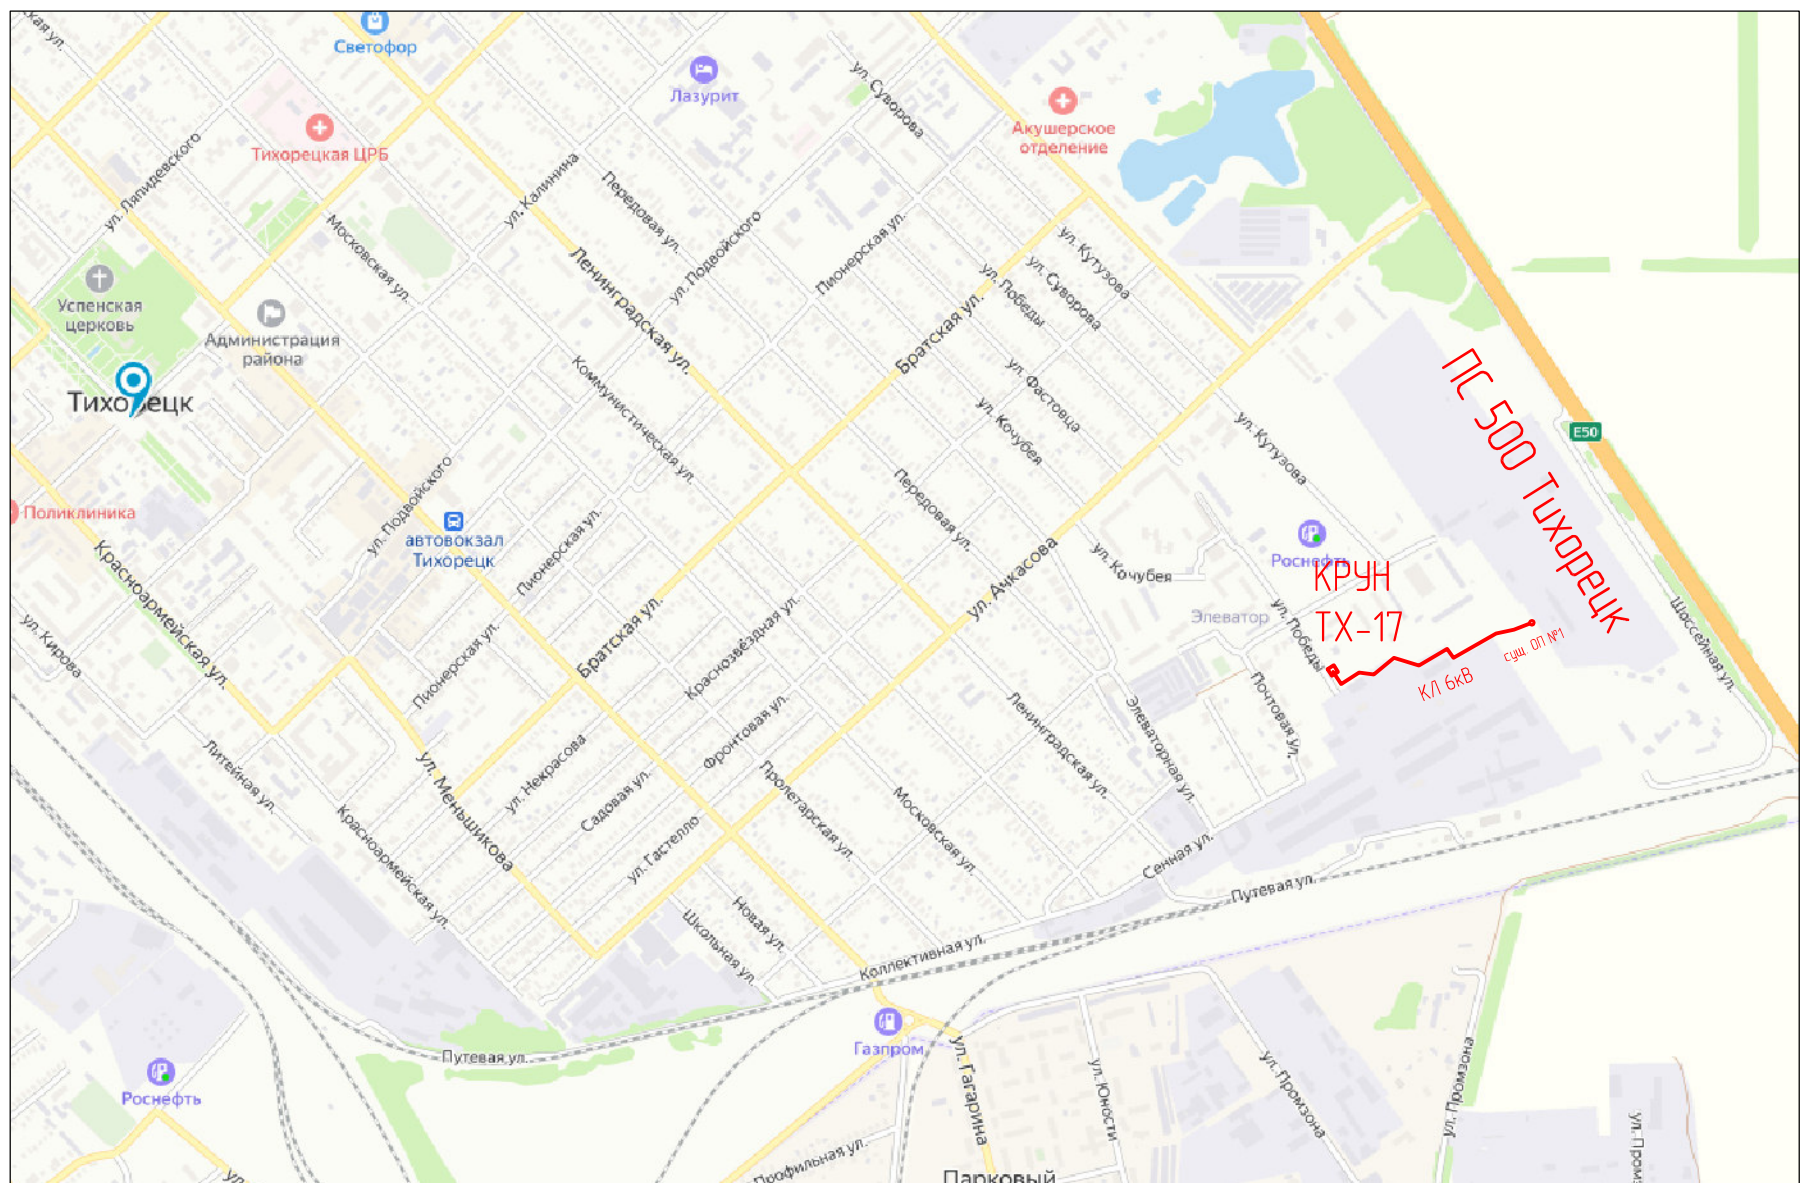 ская ул.
Светофор
Лазурит
ул. Суворова
Акушерское
отделение
Тихорецкая ЦРБ
ул. Ляпидевского
ул. Калинина
Передовая ул.
Московская ул.
ул. Подвойского
Пионерская ул.
Ленинградская ул.
ул. Кутузова
ул. Суворова
ул. Победы
Братская ул.
Успенская
церковь
Администрация
района
Тихорецк
Коммунистическая ул.
ул. Фастовца
ул. Кочубея
ул. Кутузова
ПС 500 Тихорецк
E50
Поликлиника
ул. Подвойского
автовокзал
Тихорецк
Пионерская ул.
Передовая ул.
ул. Ачкасова
ул. Кочубея
Роснефть
КРУН
ТХ-17
Элеватор
ул. Победы
сущ. ОП №1
КЛ 6кВ
Шоссейная ул.
Красноармейская ул.
ул. Кирова
Пионерская ул.
Братская ул.
Краснозвёздная ул.
Фронтовая ул.
Ленинградская ул.
Элеваторная ул.
Почтовая ул.
Литейная ул.
ул. Меньшикова
ул. Некрасова
Садовая ул.
ул. Гастелло
Пролетарская ул.
Московская ул.
Сенная ул.
Путевая ул.
Красноармейская ул.
Новая ул.
Школьная ул.
Коллективная ул.
Путевая ул.
Газпром
ул. Гагарина
ул. Юности
ул. Промзона
ул. Промзона
ул. Пром
Роснефть
Профильная ул.
Парковый
ул.